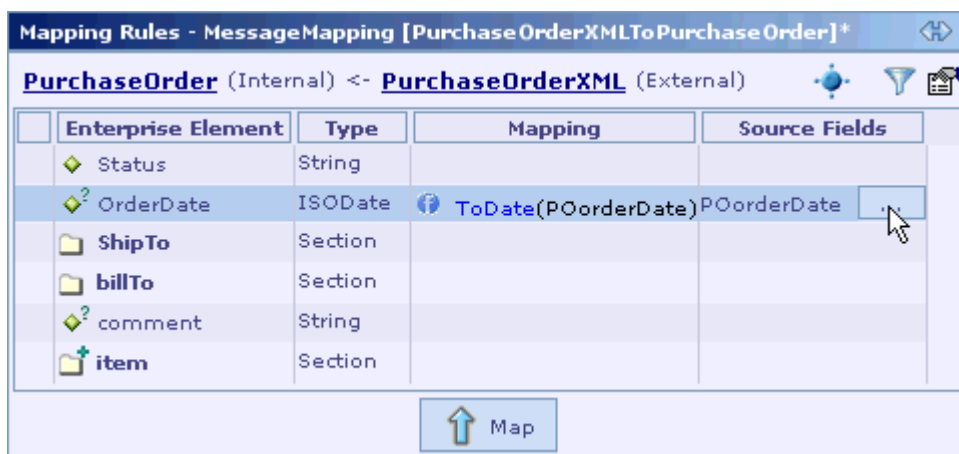 Mapping Rules - MessageMapping [PurchaseOrderXMLToPurchaseOrder]*
PurchaseOrder (Internal) <- PurchaseOrderXML (External)
Enterprise Element Type Mapping Source Fields
Status String
? OrderDate ISODate ToDate(POorderDate) POorderDate ...
ShipTo Section
billTo Section
? comment String
item Section
Map